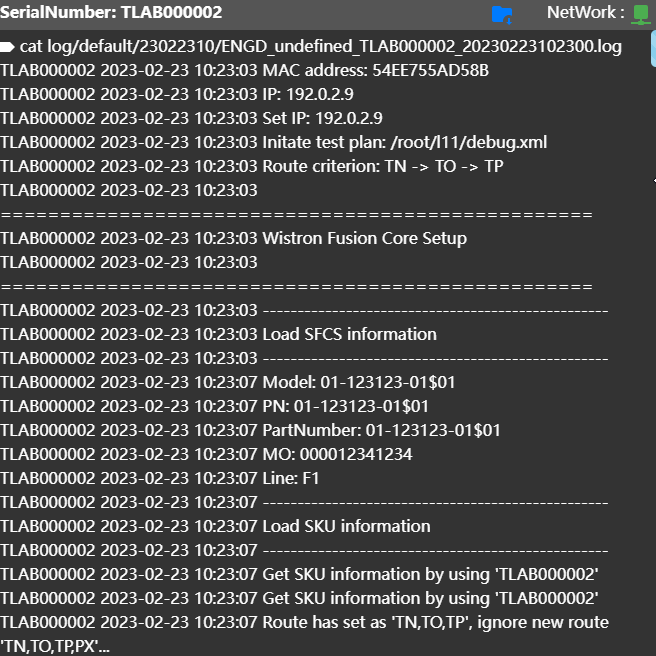 SerialNumber: TLAB000002 NetWork :
cat log/default/23022310/ENGD_undefined_TLAB000002_20230223102300.log
TLAB000002 2023-02-23 10:23:03 MAC address: 54EE755AD58B
TLAB000002 2023-02-23 10:23:03 IP: 192.0.2.9
TLAB000002 2023-02-23 10:23:03 Set IP: 192.0.2.9
TLAB000002 2023-02-23 10:23:03 Initate test plan: /root/l11/debug.xml
TLAB000002 2023-02-23 10:23:03 Route criterion: TN -> TO -> TP
TLAB000002 2023-02-23 10:23:03
==================================================
TLAB000002 2023-02-23 10:23:03 Wistron Fusion Core Setup
TLAB000002 2023-02-23 10:23:03
==================================================
TLAB000002 2023-02-23 10:23:03 --------------------------------------------------
TLAB000002 2023-02-23 10:23:03 Load SFCS information
TLAB000002 2023-02-23 10:23:03 --------------------------------------------------
TLAB000002 2023-02-23 10:23:07 Model: 01-123123-01$01
TLAB000002 2023-02-23 10:23:07 PN: 01-123123-01$01
TLAB000002 2023-02-23 10:23:07 PartNumber: 01-123123-01$01
TLAB000002 2023-02-23 10:23:07 MO: 000012341234
TLAB000002 2023-02-23 10:23:07 Line: F1
TLAB000002 2023-02-23 10:23:07 --------------------------------------------------
TLAB000002 2023-02-23 10:23:07 Load SKU information
TLAB000002 2023-02-23 10:23:07 --------------------------------------------------
TLAB000002 2023-02-23 10:23:07 Get SKU information by using 'TLAB000002'
TLAB000002 2023-02-23 10:23:07 Get SKU information by using 'TLAB000002'
TLAB000002 2023-02-23 10:23:07 Route has set as 'TN,TO,TP', ignore new route
'TN,TO,TP,PX'...